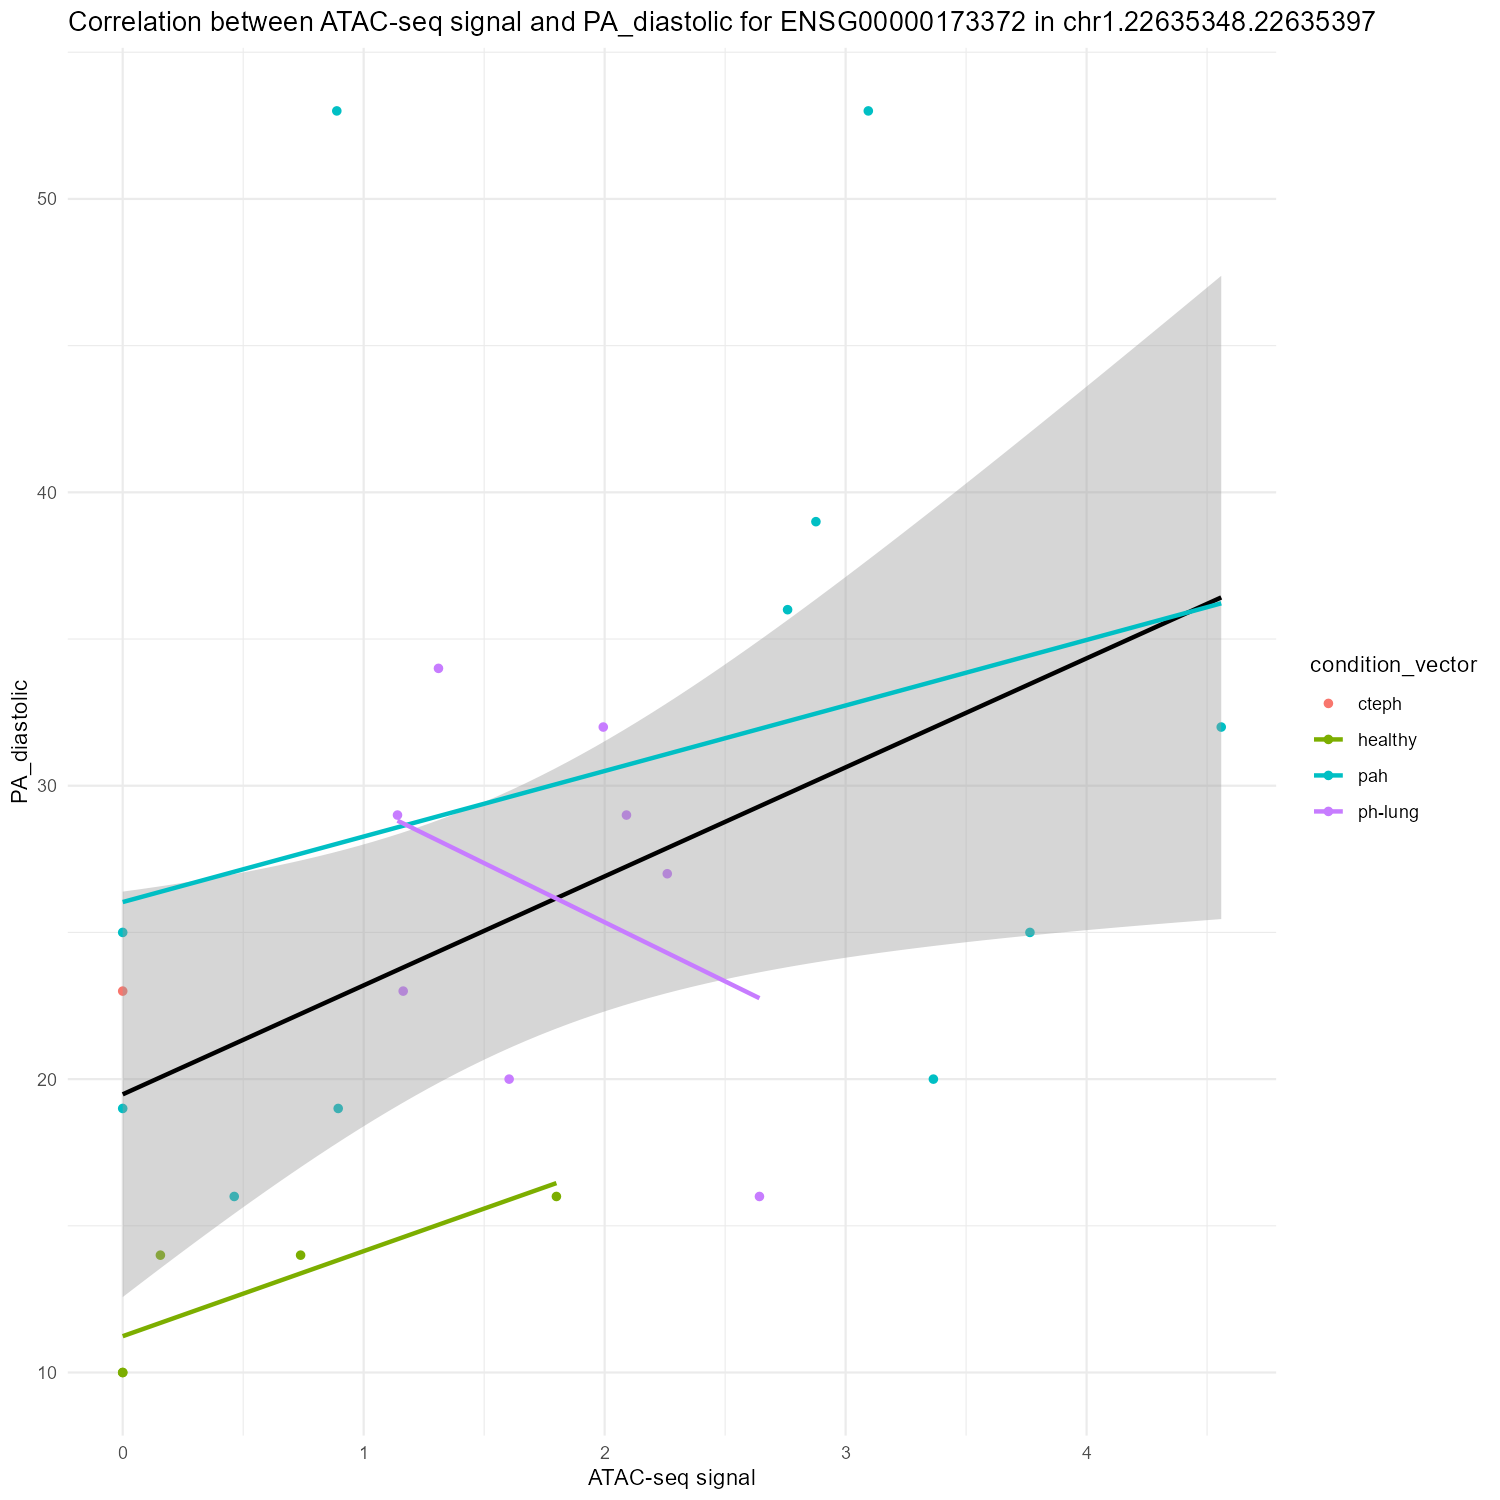 Correlation between ATAC-seq signal and PA_diastolic for ENSG00000173372 in chr1.22635348.22635397
50
40
30
20
10
PA_diastolic
0 1 2 3 4
ATAC-seq signal
condition_vector
cteph
healthy
pah
ph-lung